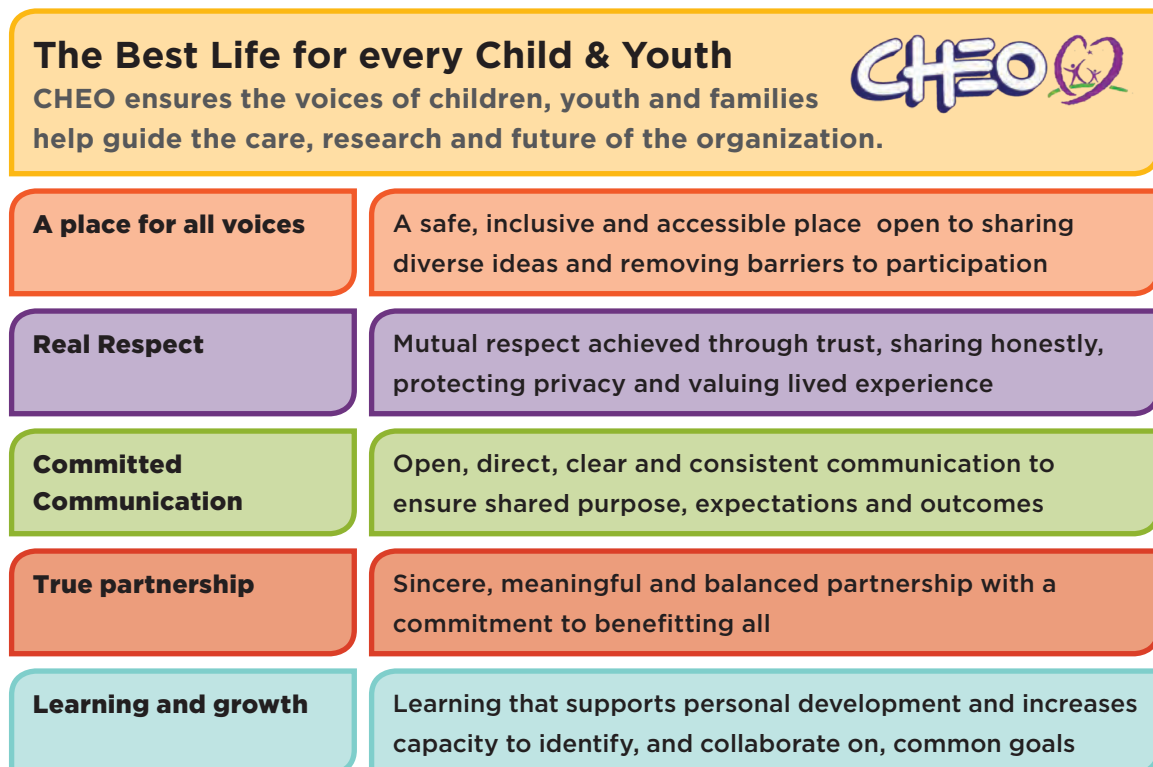 The Best Life for every Child & Youth
CHEO ensures the voices of children, youth and families
help guide the care, research and future of the organization.
CHEO
A place for all voices
A safe, inclusive and accessible place  open to sharing
diverse ideas and removing barriers to participation
Real Respect
Mutual respect achieved through trust, sharing honestly,
protecting privacy and valuing lived experience
Committed
Communication
Open, direct, clear and consistent communication to
ensure shared purpose, expectations and outcomes
True partnership
Sincere, meaningful and balanced partnership with a
commitment to benefitting all
Learning and growth
Learning that supports personal development and increases
capacity to identify, and collaborate on, common goals